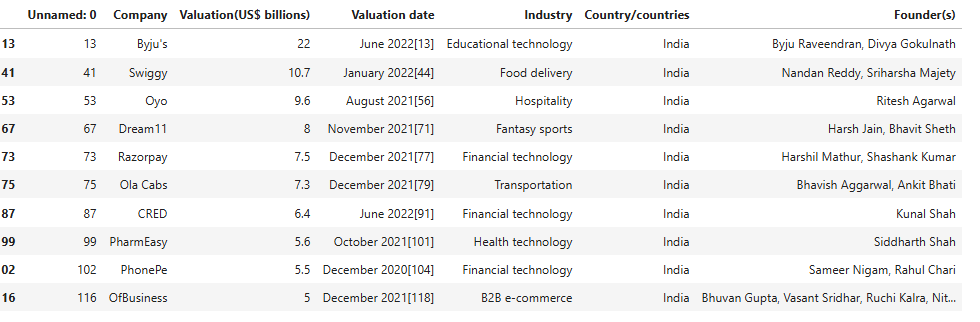 Unnamed: 0 Company Valuation(US$ billions) Valuation date Industry Country/countries Founder(s)
13 13 Byju's 22 June 2022[13] Educational technology India Byju Raveendran, Divya Gokulnath
41 41 Swiggy 10.7 January 2022[44] Food delivery India Nandan Reddy, Sriharsha Majety
53 53 Oyo 9.6 August 2021[56] Hospitality India Ritesh Agarwal
67 67 Dream11 8 November 2021[71] Fantasy sports India Harsh Jain, Bhavit Sheth
73 73 Razorpay 7.5 December 2021[77] Financial technology India Harshil Mathur, Shashank Kumar
75 75 Ola Cabs 7.3 December 2021[79] Transportation India Bhavish Aggarwal, Ankit Bhati
87 87 CRED 6.4 June 2022[91] Financial technology India Kunal Shah
99 99 PharmEasy 5.6 October 2021[101] Health technology India Siddharth Shah
02 102 PhonePe 5.5 December 2020[104] Financial technology India Sameer Nigam, Rahul Chari
16 116 OfBusiness 5 December 2021[118] B2B e-commerce India Bhuvan Gupta, Vasant Sridhar, Ruchi Kalra, Nit...